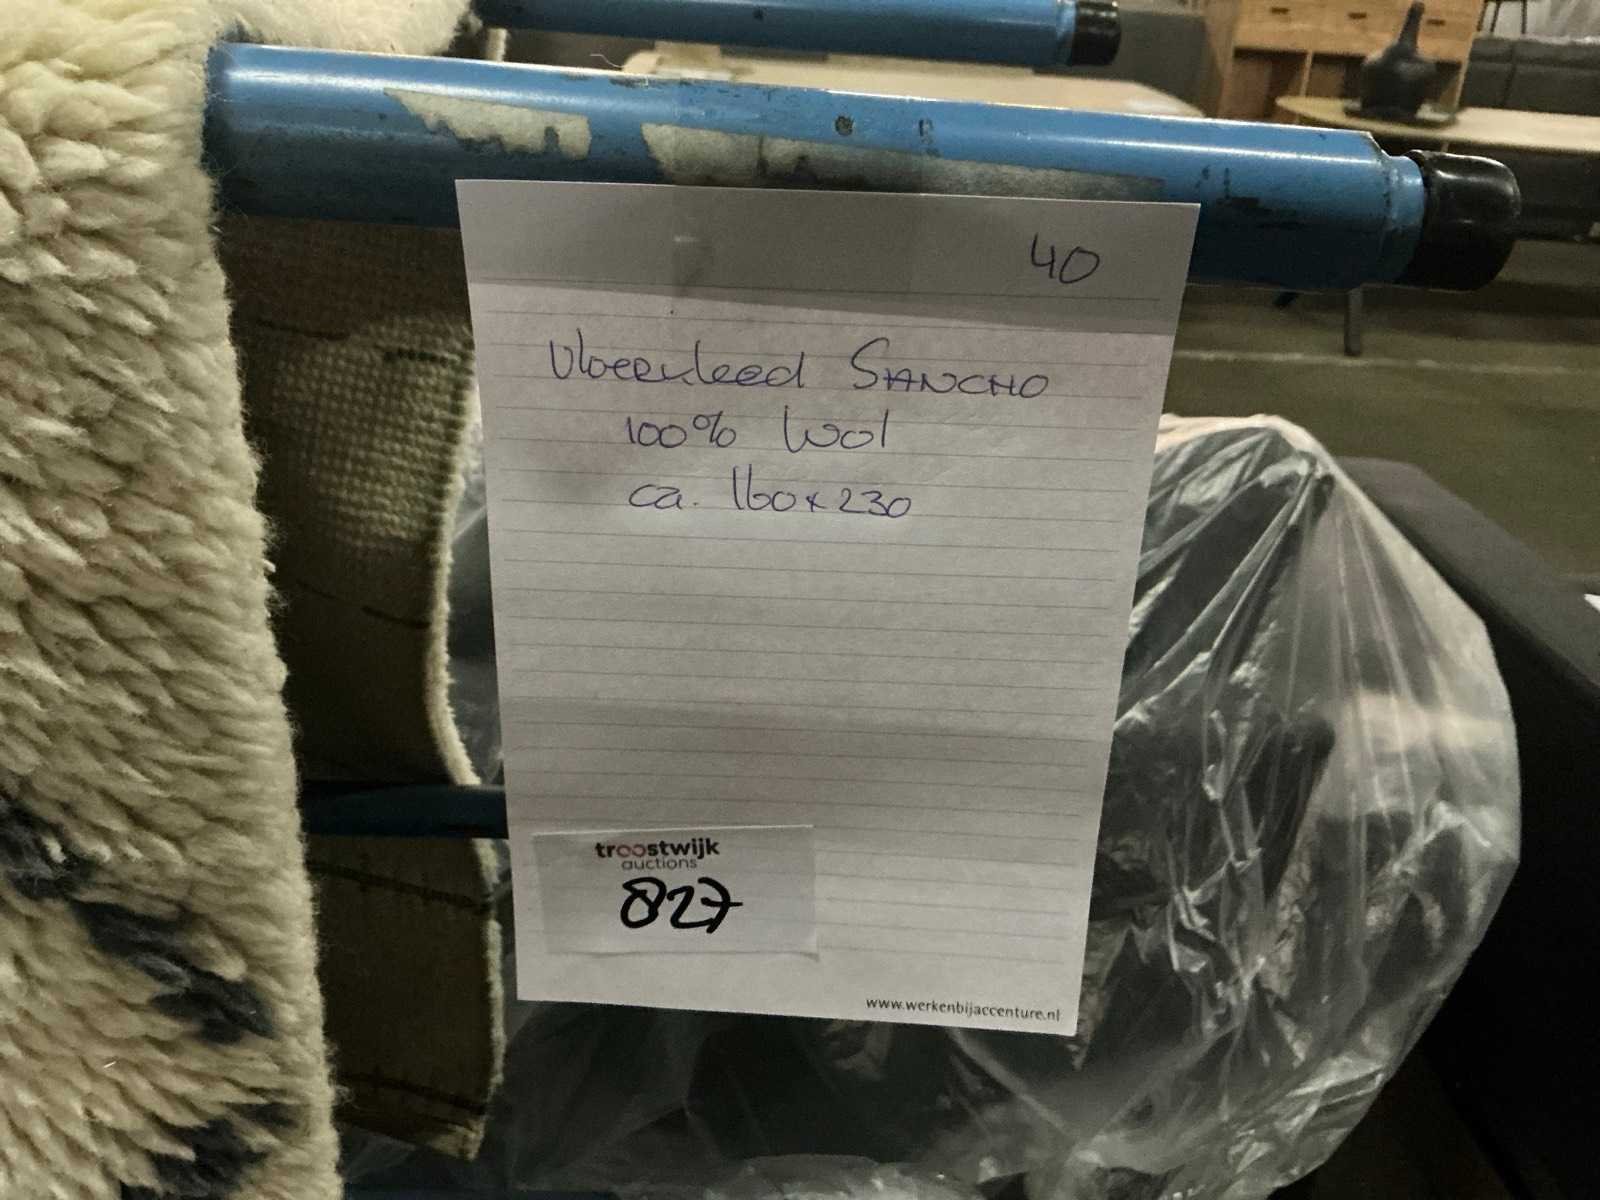 40
Vloerkleed SANCHO
100% Wol
ca. 160x230
troostwijk
auctions
827
www.werkenbijaccenture.nl